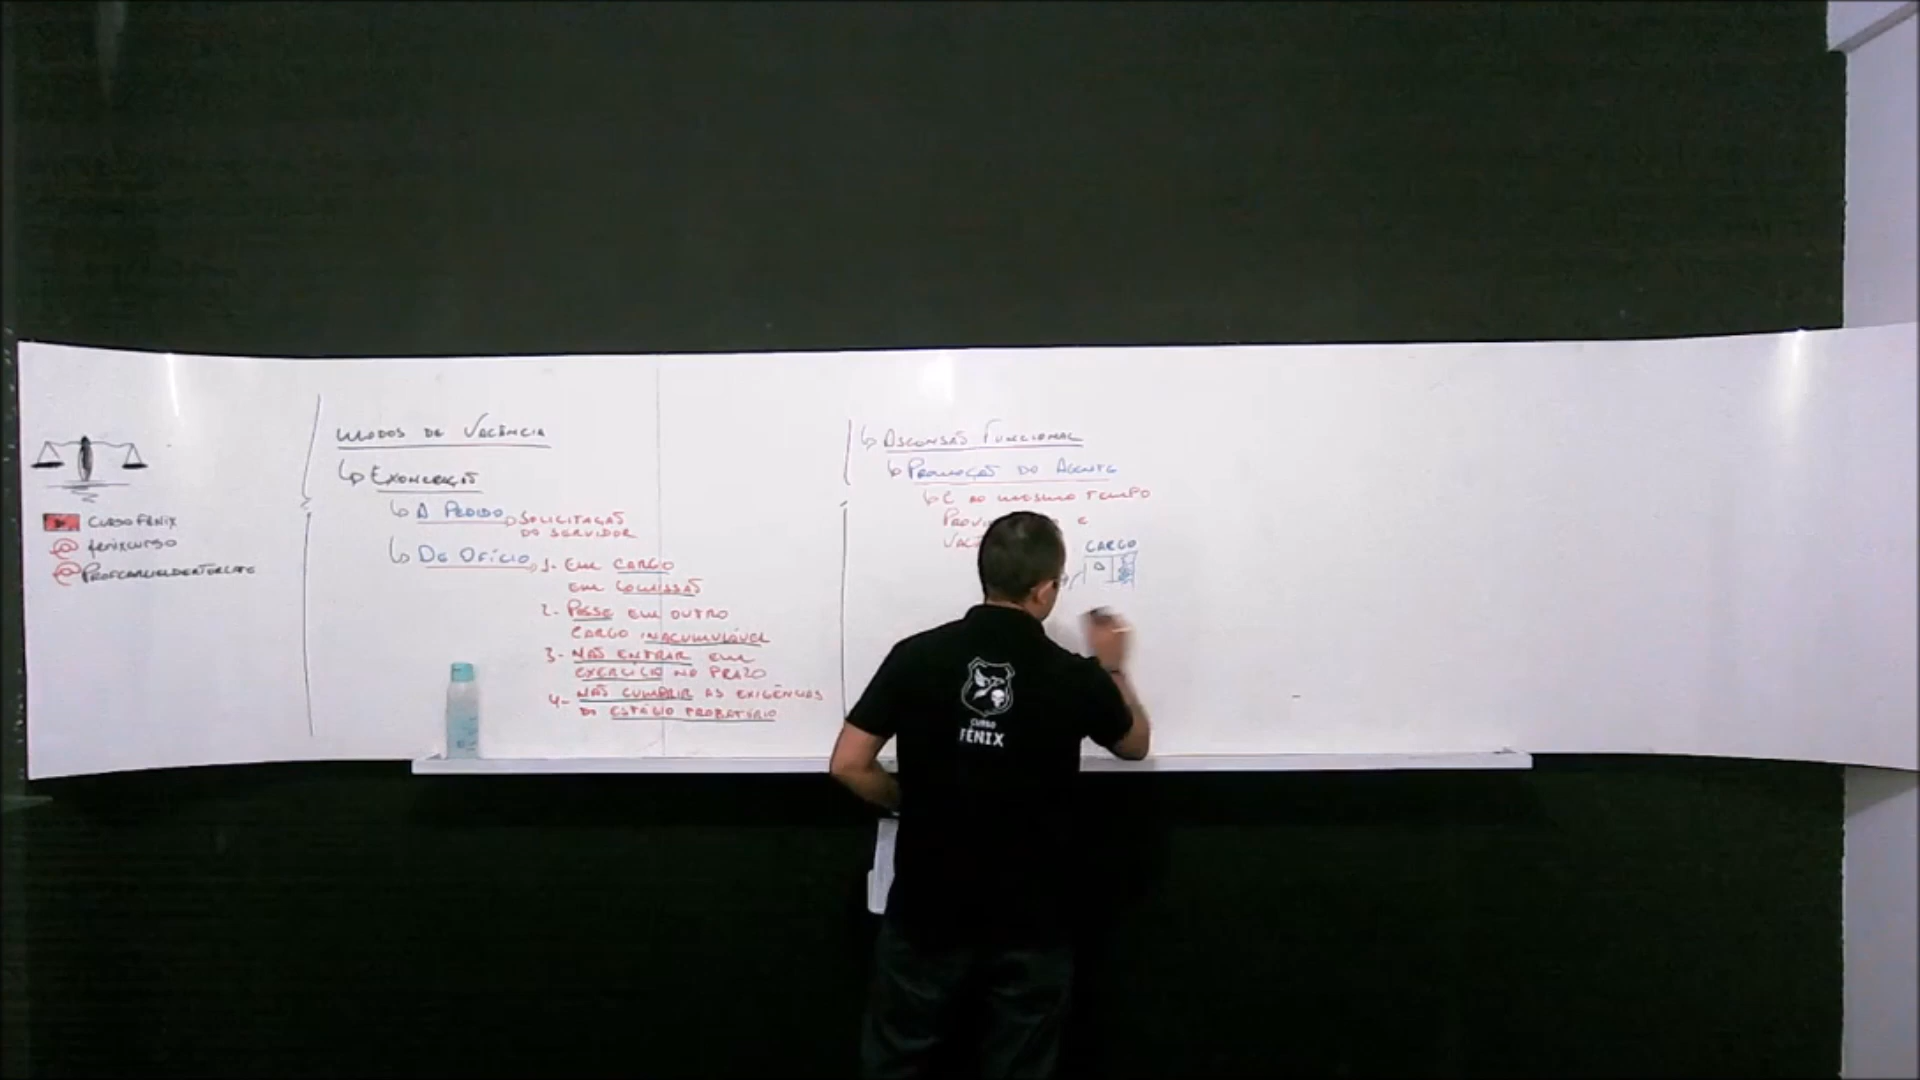 CURSO FÊNIX
@fenixcurso
MODOS DE VACÂNCIA
EXONERAÇÃO
A PEDIDO
SOLICITAÇÃO
DO SERVIDOR
DE OFÍCIO
1- EM CARGO
EM COMISSÃO
2- POSSE EM OUTRO
CARGO INACUMULÁVEL
3- NÃO ENTRAR EM
EXERCÍCIO NO PRAZO
4- NÃO CUMPRIR AS EXIGÊNCIAS
DO ESTÁGIO PROBATÓRIO
ASCENSÃO FUNCIONAL
PROMOÇÃO DO AGENTE
É AO MESMO TEMPO
E
CARGO
CURSO
FÊNIX